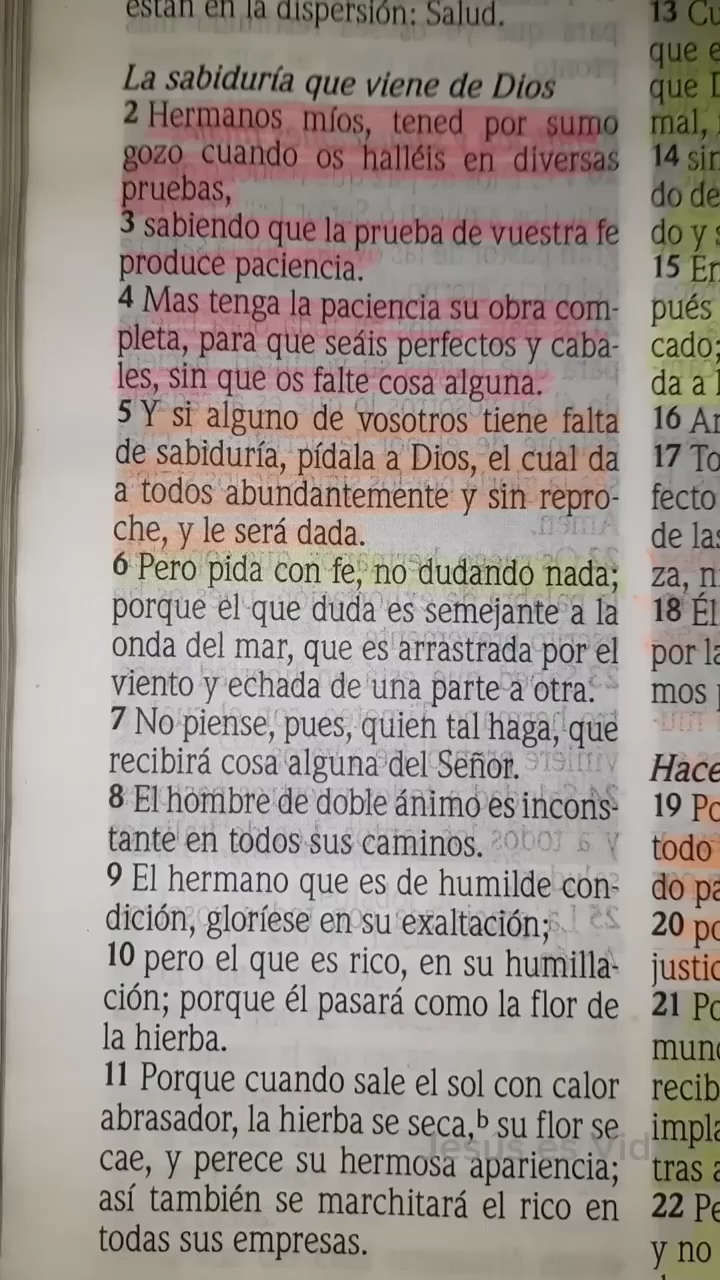 están en la dispersión: Salud.
La sabiduría que viene de Dios
2 Hermanos míos, tened por sumo
gozo cuando os halléis en diversas
pruebas,
3 sabiendo que la prueba de vuestra fe
produce paciencia.
4 Mas tenga la paciencia su obra com-
pleta, para que seáis perfectos y caba-
les, sin que os falte cosa alguna.
5 Y si alguno de vosotros tiene falta
de sabiduría, pídala a Dios, el cual da
a todos abundantemente y sin repro-
che, y le será dada.
6 Pero pida con fe, no dudando nada;
porque el que duda es semejante a la
onda del mar, que es arrastrada por el
viento y echada de una parte a otra.
7 No piense, pues, quien tal haga, que
recibirá cosa alguna del Señor.
8 El hombre de doble ánimo es incons-
tante en todos sus caminos.
9 El hermano que es de humilde con-
dición, gloríese en su exaltación;
10 pero el que es rico, en su humilla-
ción; porque él pasará como la flor de
la hierba.
11 Porque cuando sale el sol con calor
abrasador, la hierba se seca,b su flor se
cae, y perece su hermosa apariencia;
así también se marchitará el rico en
todas sus empresas.
13
que
que
mal,
14
do de
do y
15
pués
cado;
da a
16
17
fecto
de las
za, n
18 Él
por la
mos
Hace
19
todo
do
20
justic
21
mun
recib
impl
tras
22
y no
Jesús es Vid